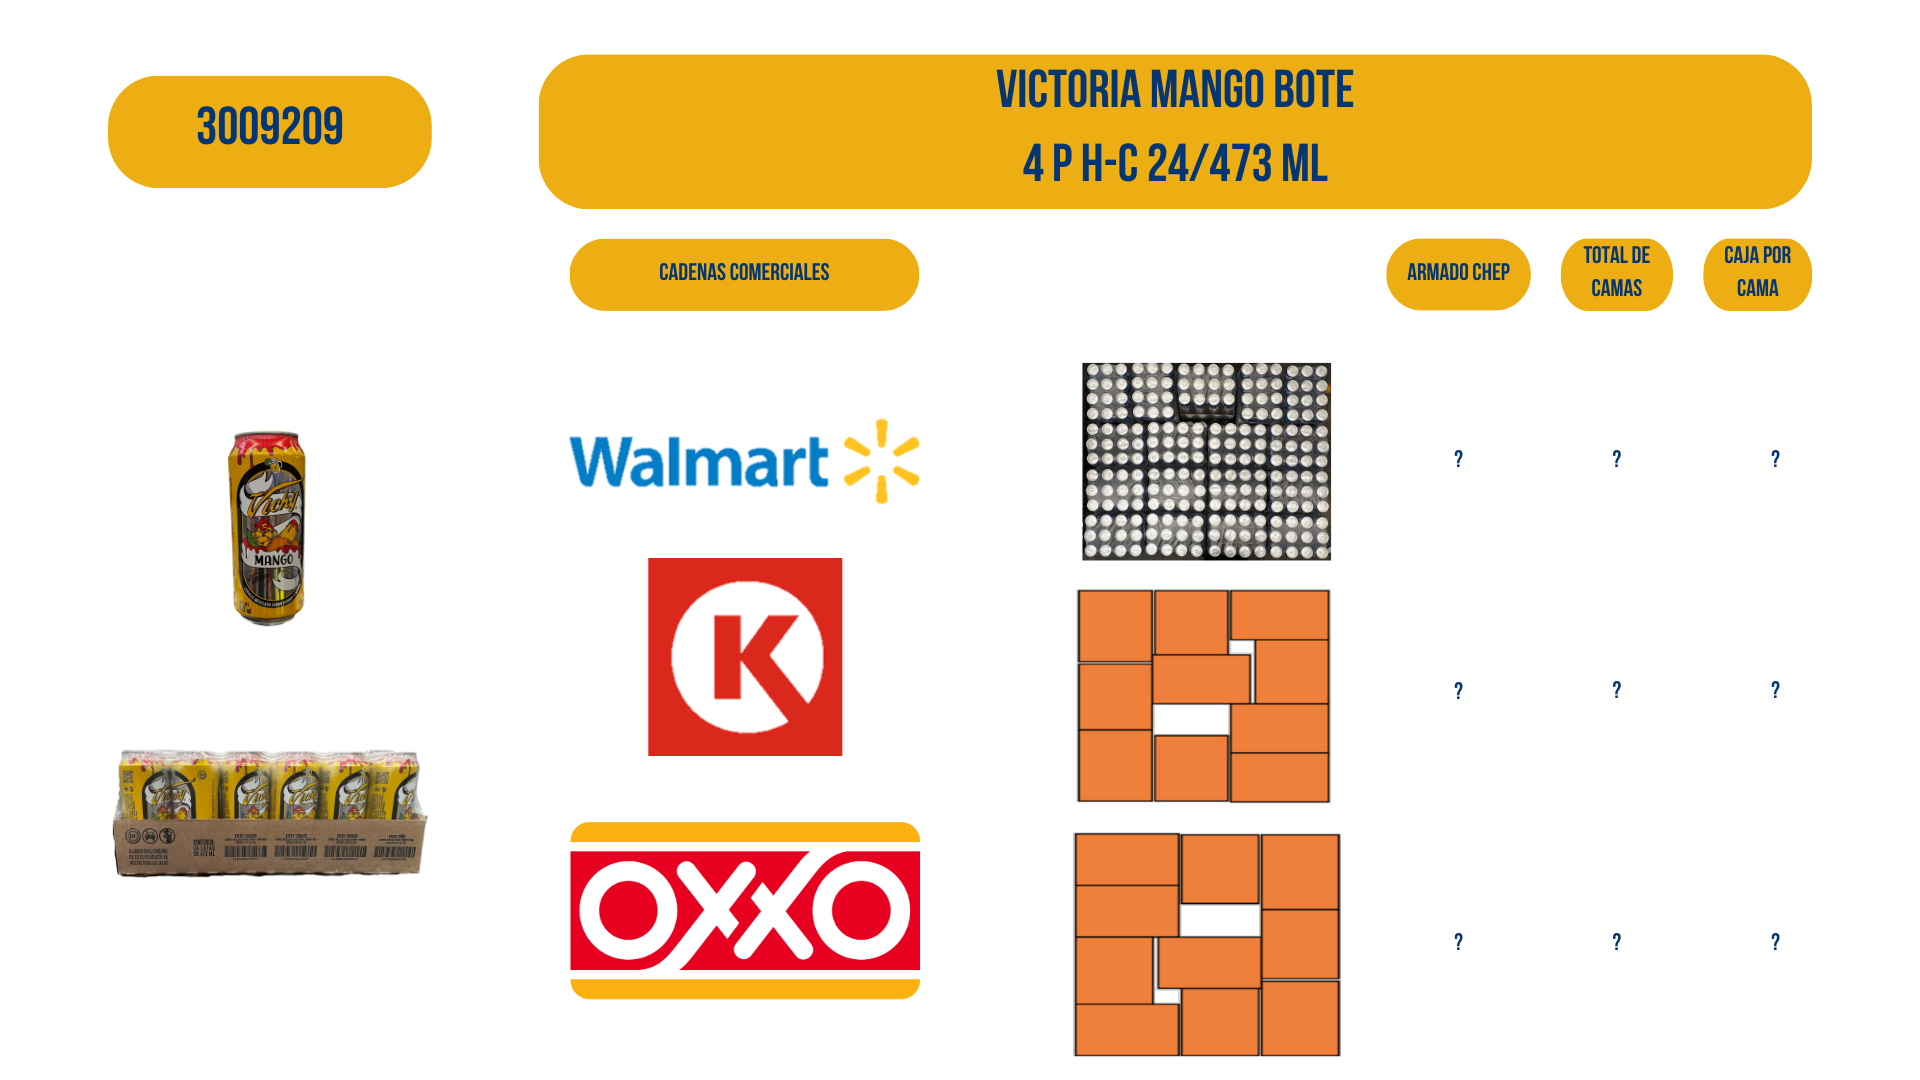 3009209
VICTORIA MANGO BOTE
4 P H-C 24/473 ML
CADENAS COMERCIALES
ARMADO CHEP
TOTAL DE
CAMAS
CAJA POR
CAMA
Vicky
MANGO
Walmart
? ? ?
K
? ? ?
OXXO
? ? ?